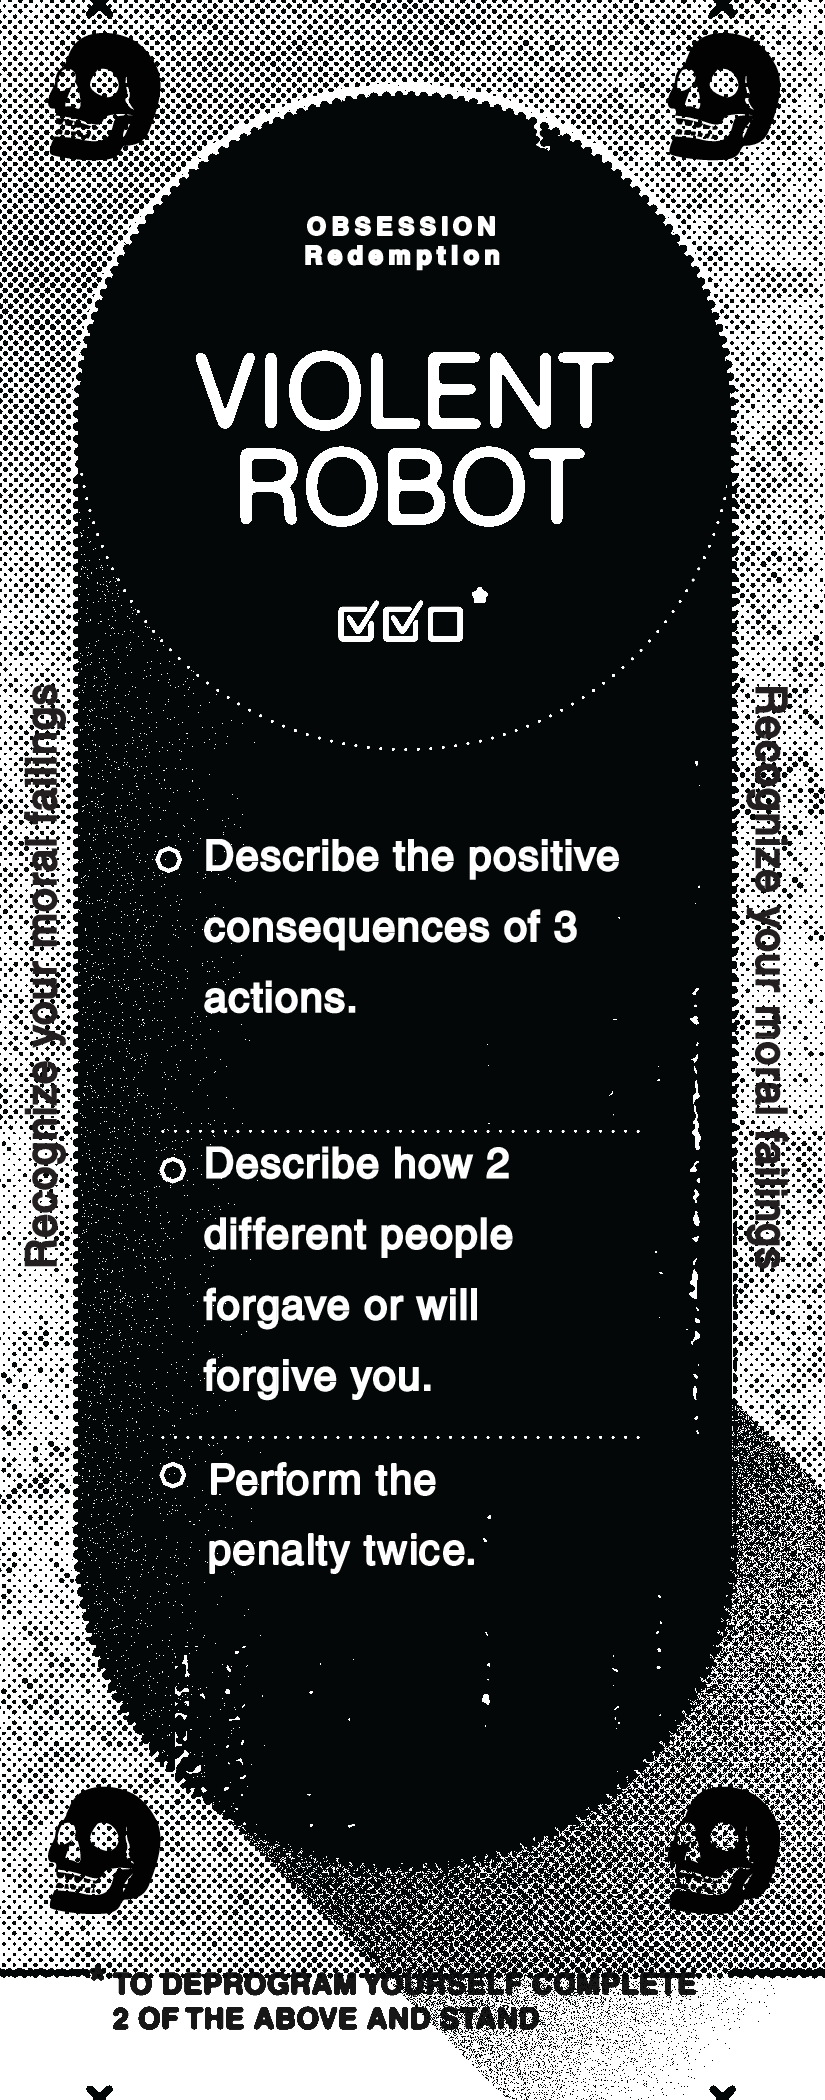 OBSESSION
Redemption
VIOLENT
ROBOT
☑☑☐*
Recognize your moral failings
Recognize your moral failings
Describe the positive
consequences of 3
actions.
Describe how 2
different people
forgave or will
forgive you.
Perform the
penalty twice.
* TO DEPROGRAM YOURSELF COMPLETE
2 OF THE ABOVE AND STAND